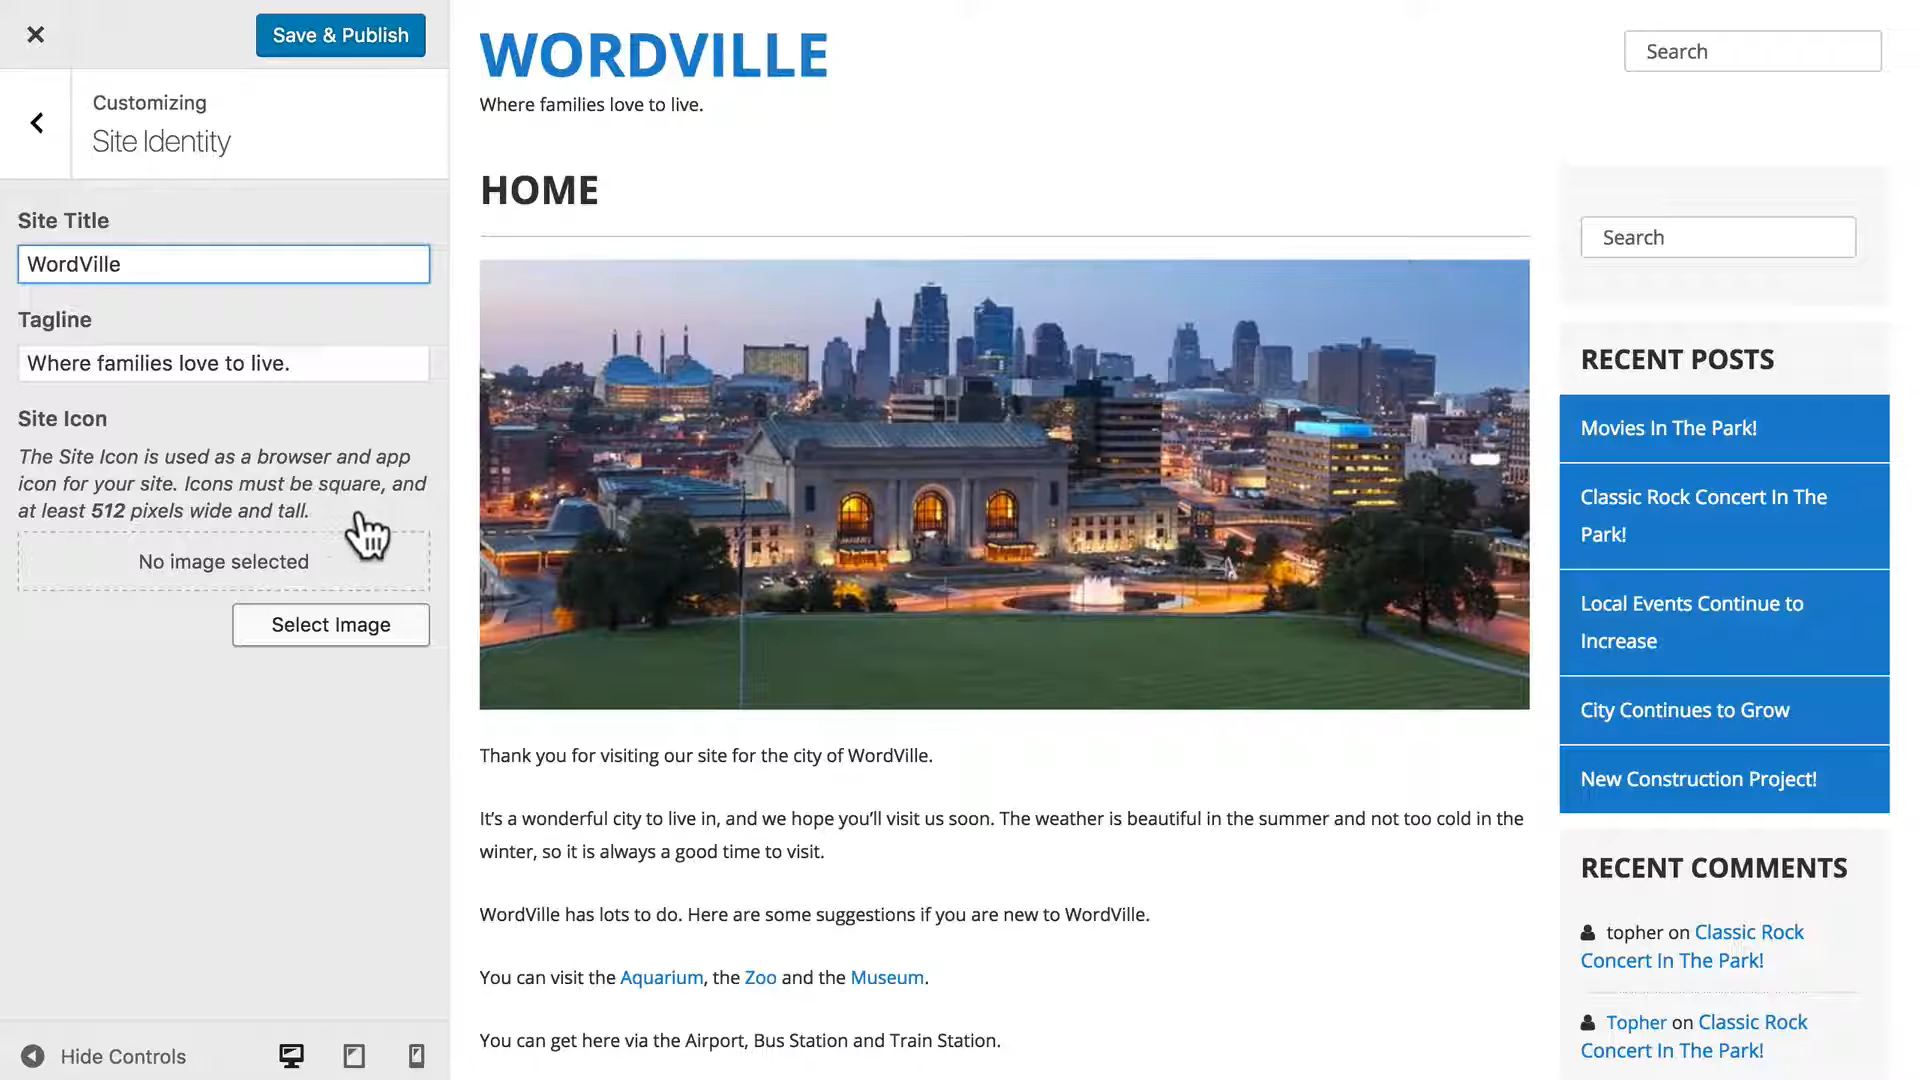 Save & Publish
Customizing
Site Identity
Site Title
WordVille
Tagline
Where families love to live.
Site Icon
The Site Icon is used as a browser and app
icon for your site. Icons must be square, and
at least 512 pixels wide and tall.
No image selected
Select Image
Hide Controls
WORDVILLE
Where families love to live.
Search
HOME
Thank you for visiting our site for the city of WordVille.
It's a wonderful city to live in, and we hope you'll visit us soon. The weather is beautiful in the summer and not too cold in the
winter, so it is always a good time to visit.
WordVille has lots to do. Here are some suggestions if you are new to WordVille.
You can visit the Aquarium, the Zoo and the Museum.
You can get here via the Airport, Bus Station and Train Station.
Search
RECENT POSTS
Movies In The Park!
Classic Rock Concert In The
Park!
Local Events Continue to
Increase
City Continues to Grow
New Construction Project!
RECENT COMMENTS
topher on Classic Rock
Concert In The Park!
Topher on Classic Rock
Concert In The Park!